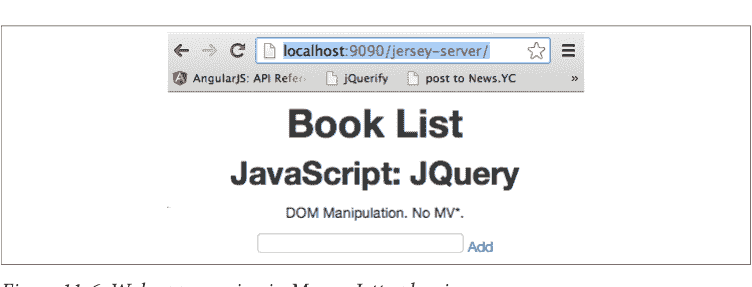 localhost:9090/jersey-server/
AngularJS: API Refer jQuerify post to News.YC »
Book List
JavaScript: JQuery
DOM Manipulation. No MV*.
Add